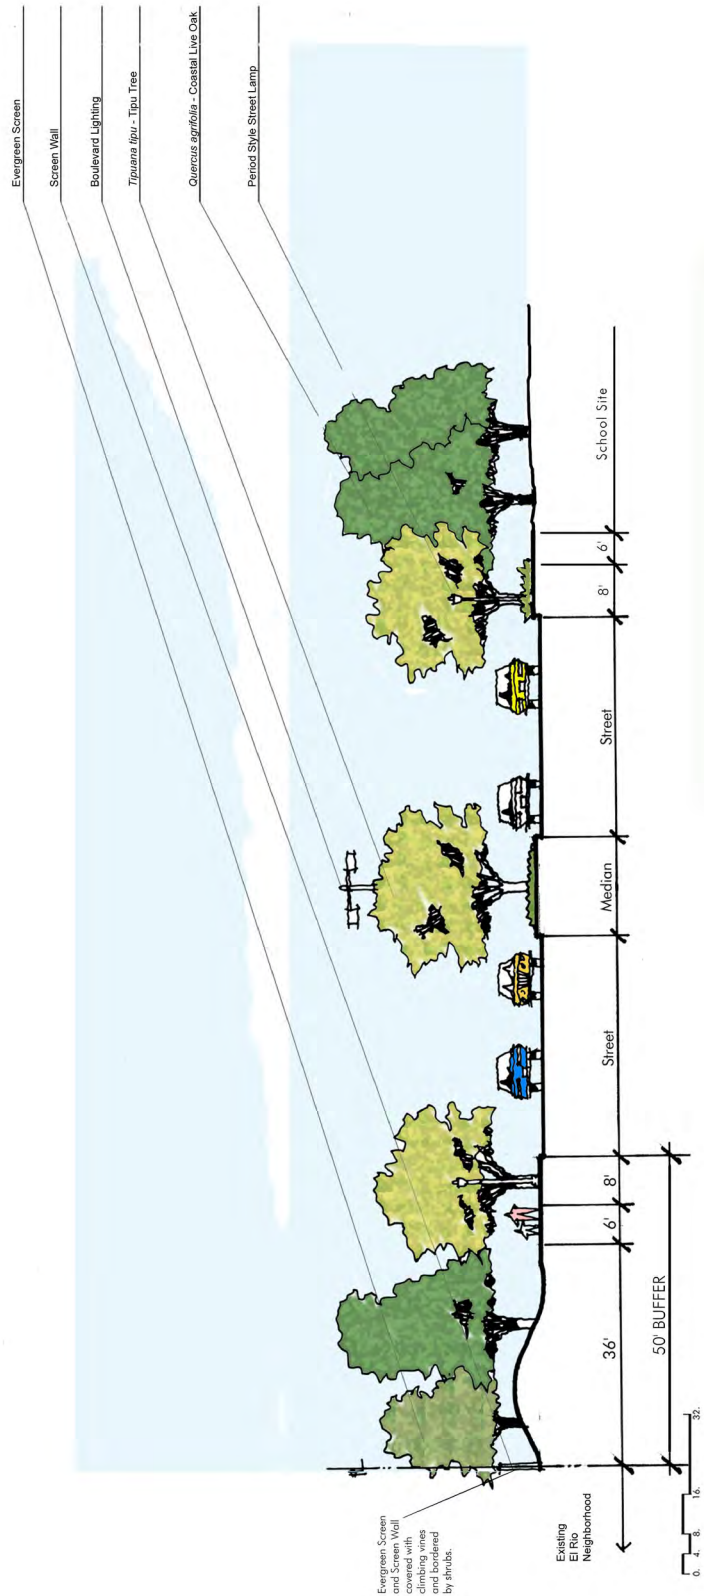 Evergreen Screen
Screen Wall
Boulevard Lighting
Tipuana tipu - Tipu Tree
Quercus agrifolia - Coastal Live Oak
Period Style Street Lamp
Evergreen Screen
and Screen Wall
covered with
climbing vines
and bordered
by shrubs.
Existing
El Rio
Neighborhood
36'
6'
8'
Street
Median
Street
8'
6'
School Site
50' BUFFER
0. 4. 8. 16. 32.